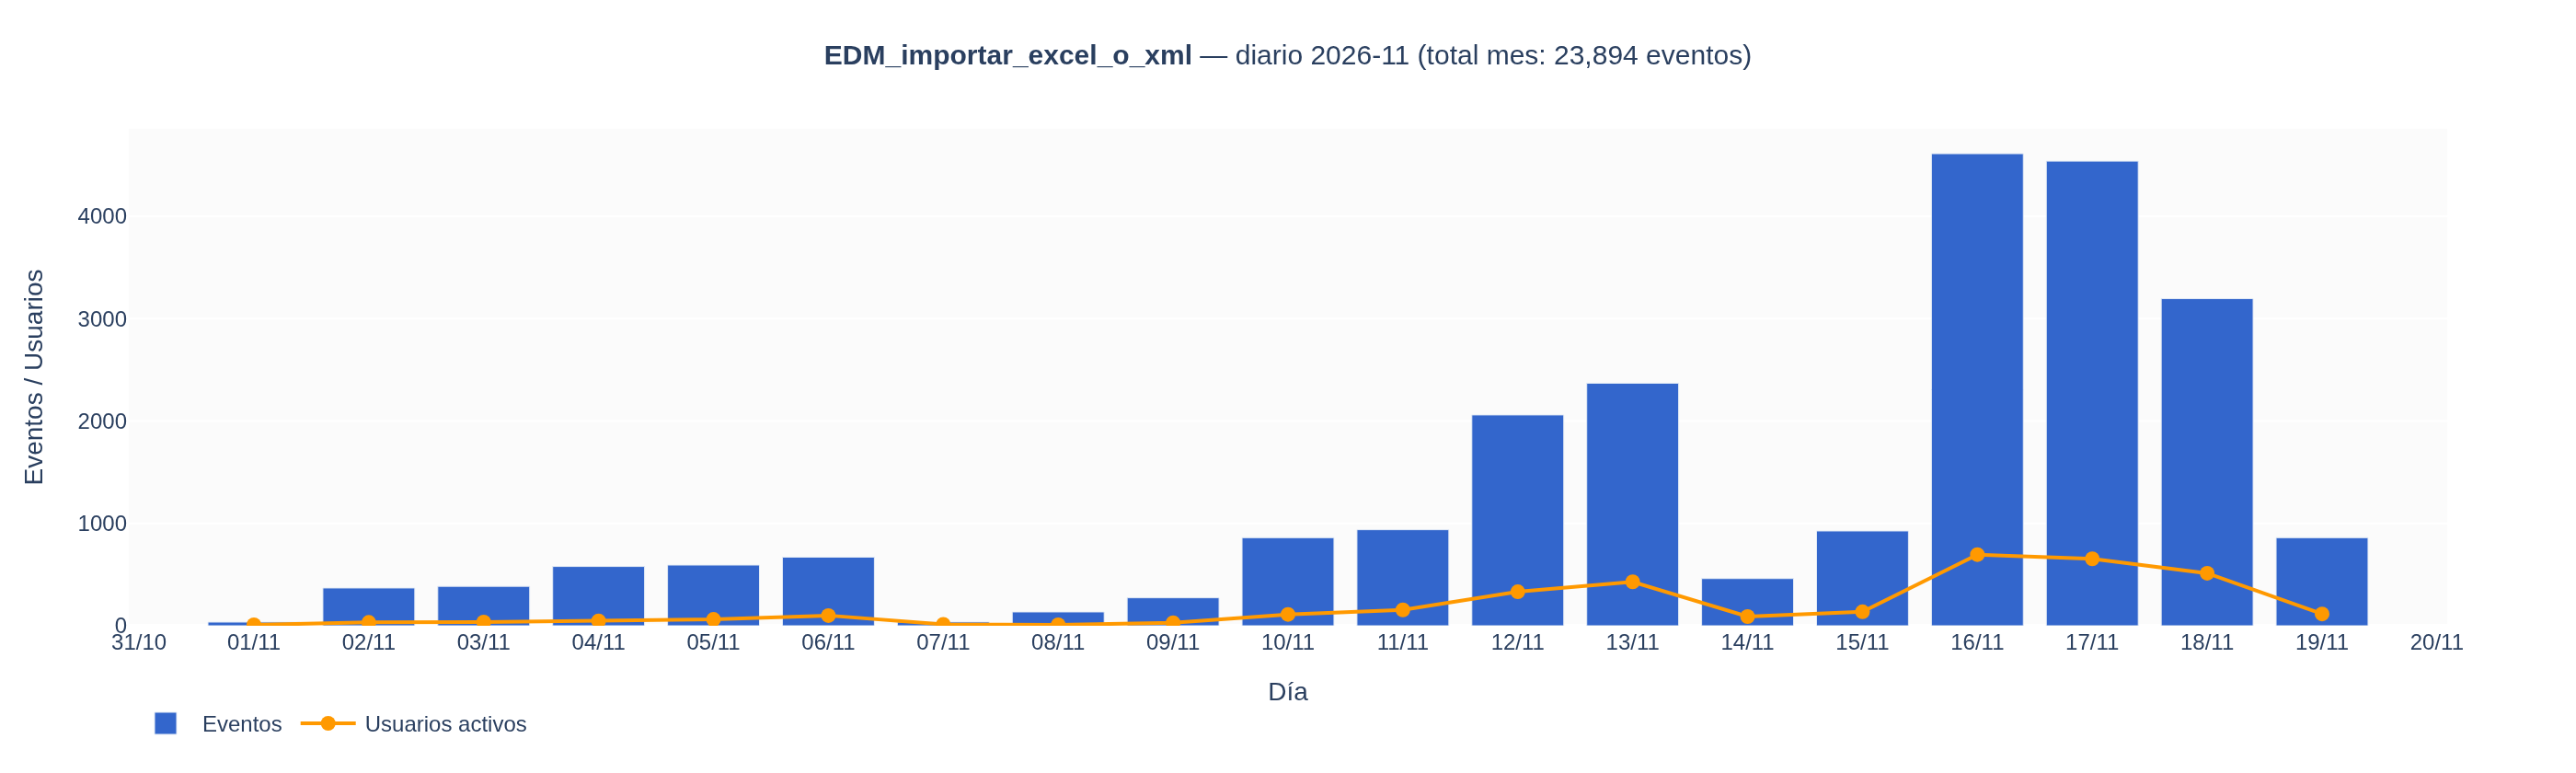 EDM_importar_excel_o_xml — diario 2026-11 (total mes: 23,894 eventos)
Eventos / Usuarios
4000
3000
2000
1000
0
31/10 01/11 02/11 03/11 04/11 05/11 06/11 07/11 08/11 09/11 10/11 11/11 12/11 13/11 14/11 15/11 16/11 17/11 18/11 19/11 20/11
Día
Eventos Usuarios activos